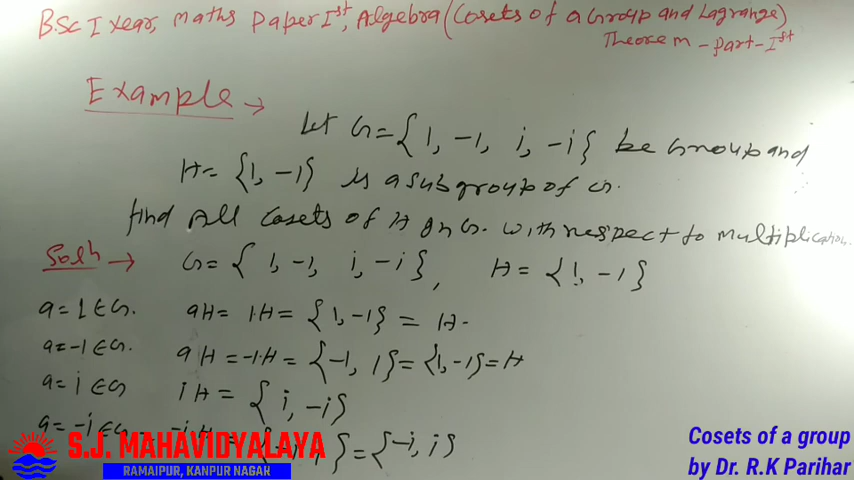 B.Sc I Year, Maths Paper Ist, Algebra (Cosets of a Group and Lagrange)
Theorem - Part - Ist
Example →
Let G = {1, -1, i, -i} be Group and
H = {1, -1} is a subgroup of G.
find All Cosets of H in G. with respect to multiplication.
Soln → G = {1, -1, i, -i}, H = {1, -1}
a = 1 ∈ G. aH = 1·H = {1, -1} = H.
a = -1 ∈ G. aH = -1·H = {-1, 1} = {1, -1} = H
a = i ∈ G iH = {i, -i}
a = -i ∈ G - -i·H = = {-i, i}
S.J. MAHAVIDYALAYA
RAMAIPUR, KANPUR NAGAR
Cosets of a group
by Dr. R.K Parihar